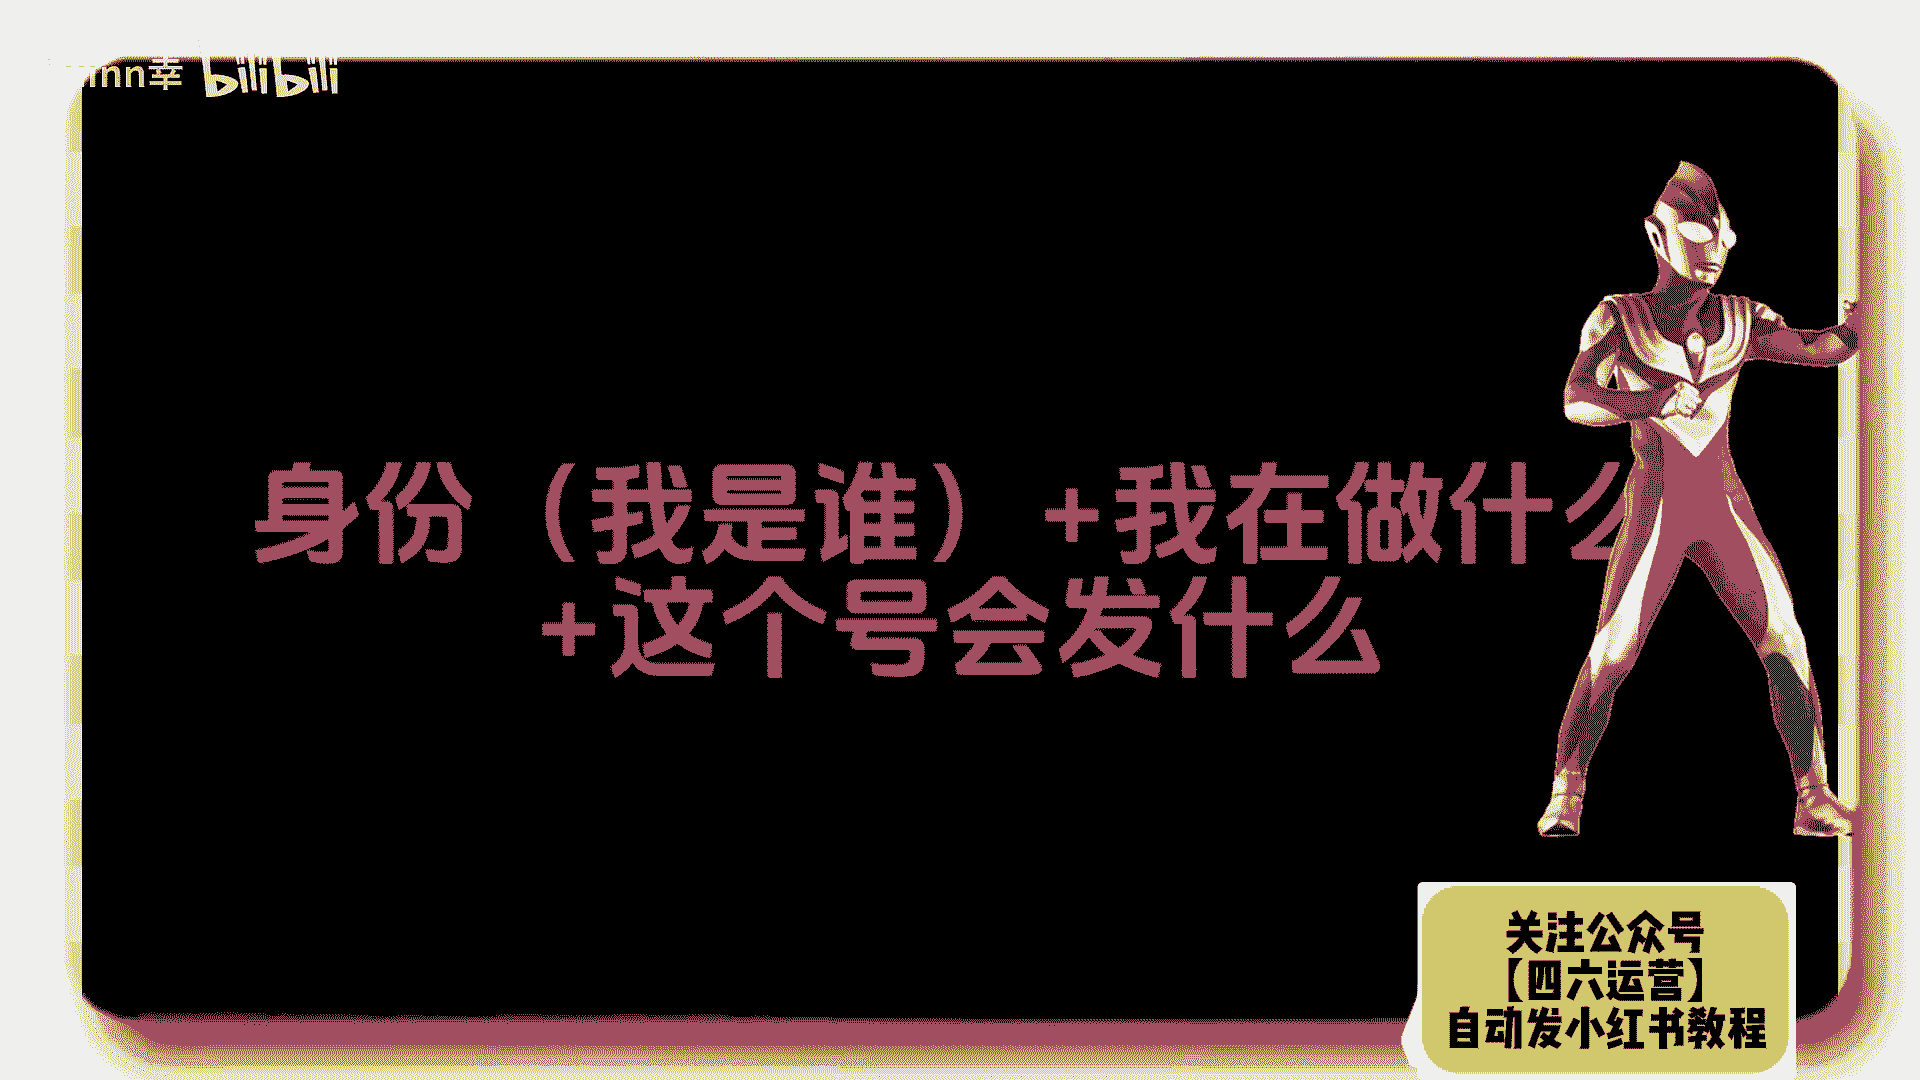 mn幸 bilibili
身份（我是谁）+我在做什么
+这个号会发什么
关注公众号
【四六运营】
自动发小红书教程